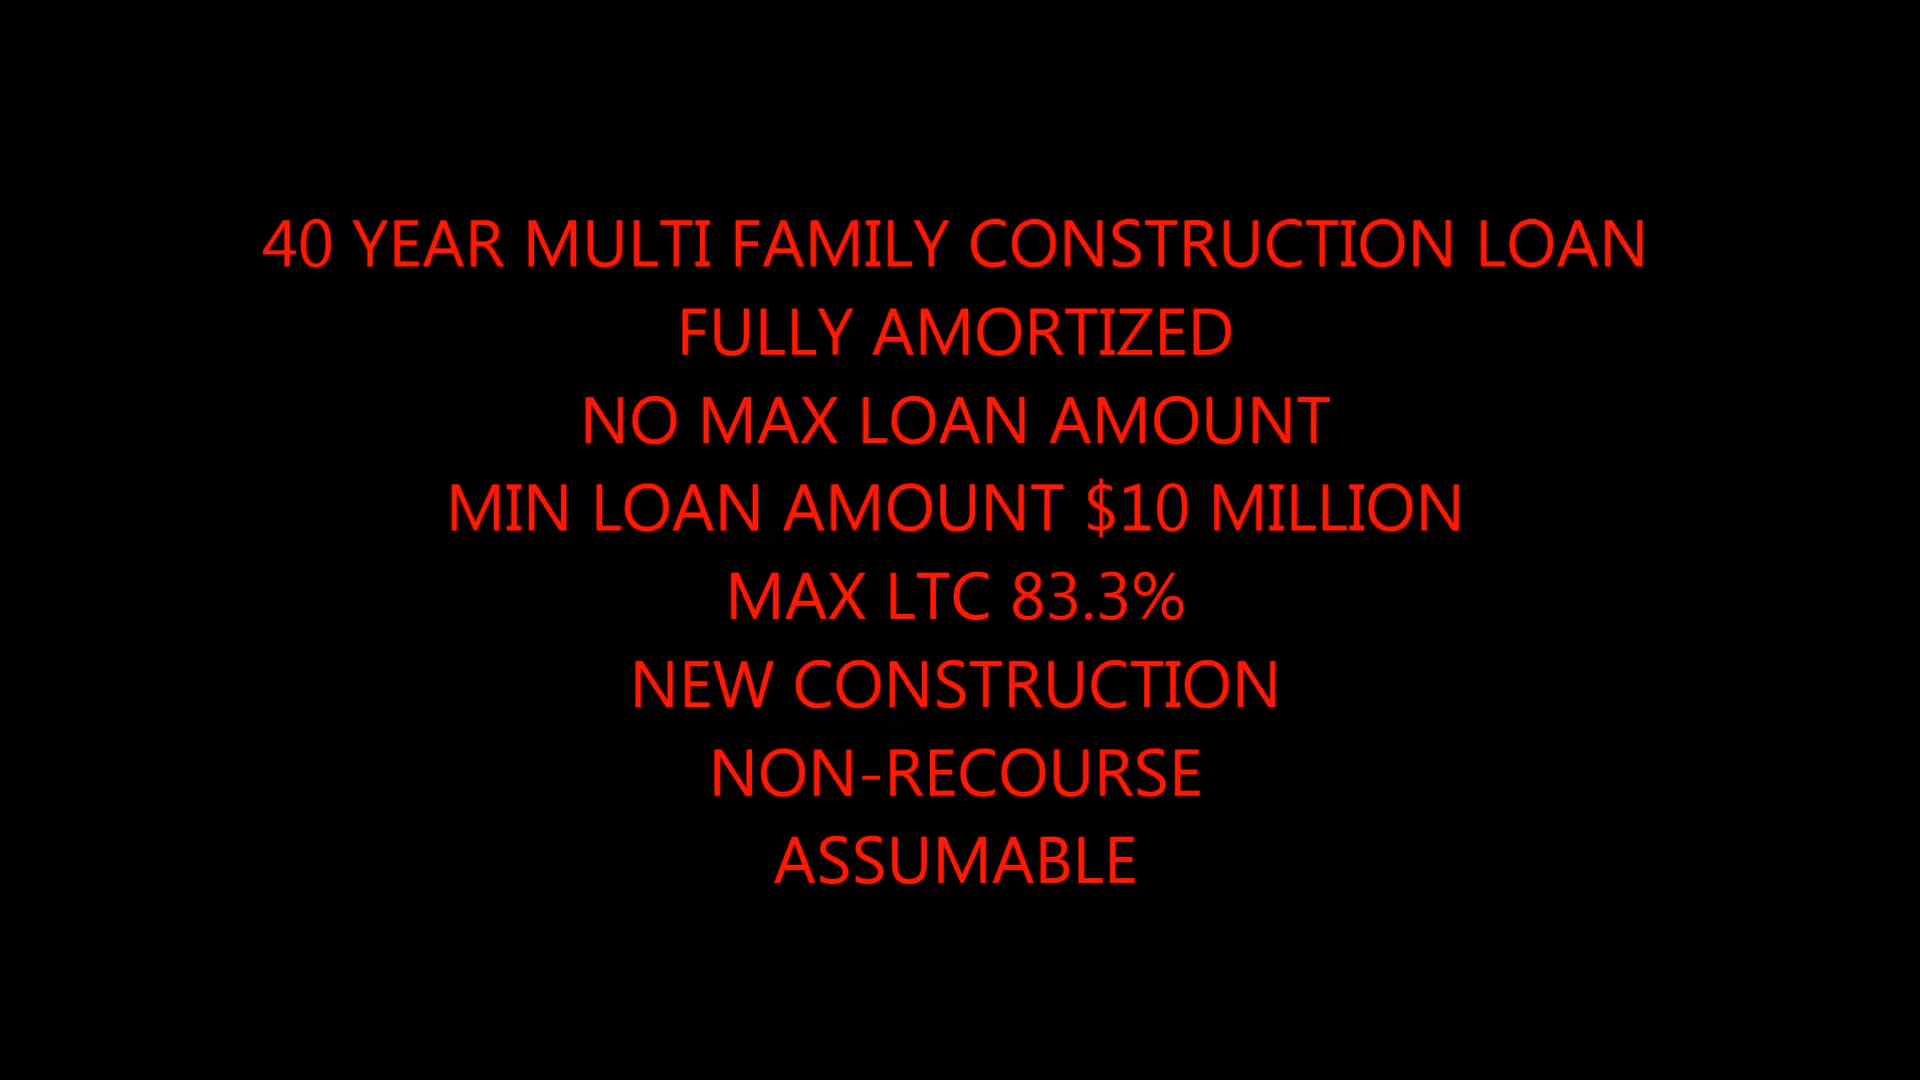 40 YEAR MULTI FAMILY CONSTRUCTION LOAN
FULLY AMORTIZED
NO MAX LOAN AMOUNT
MIN LOAN AMOUNT $10 MILLION
MAX LTC 83.3%
NEW CONSTRUCTION
NON-RECOURSE
ASSUMABLE